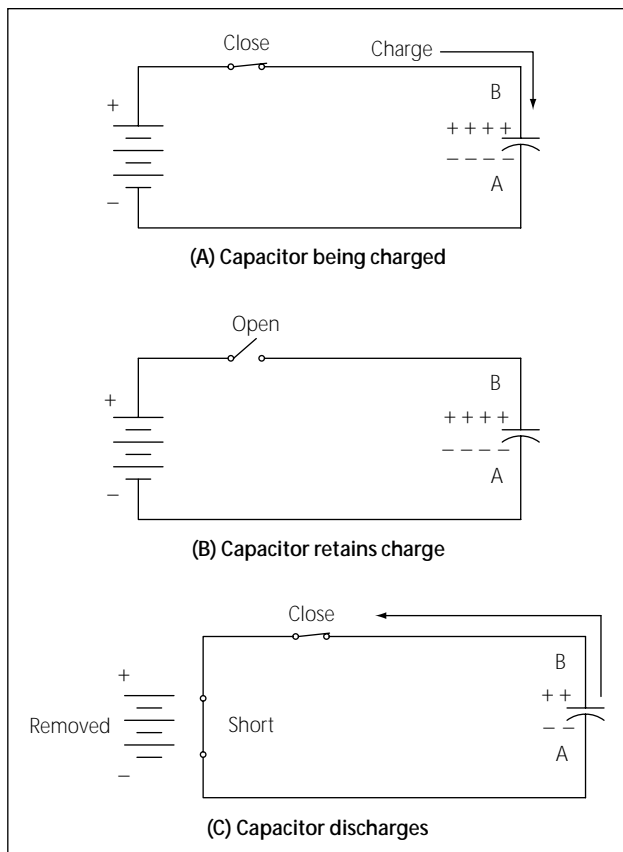 Close
Charge
+
B
+ + + +
– – – –
–
A
(A) Capacitor being charged
Open
+
B
+ + + +
– – – –
–
A
(B) Capacitor retains charge
Close
+
B
+ +
Removed
Short
– –
–
A
(C) Capacitor discharges